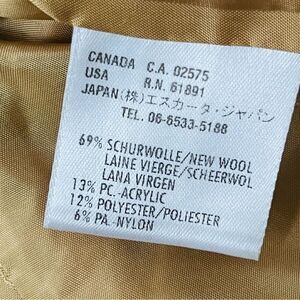 CANADA C.A. 02575
USA R.N. 61891
JAPAN(株)エスカータ・ジャパン
TEL. 06-6533-5188
69% SCHURWOLLE/NEW WOOL
LAINE VIERGE/SCHEERWOL
LANA VIRGEN
13% PC.-ACRYLIC
12% POLYESTER/POLIESTER
6% PA.-NYLON